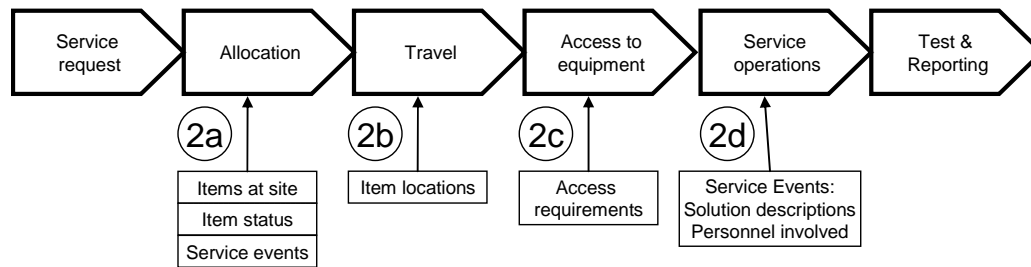 Service
request
Allocation
Travel
Access to
equipment
Service
operations
Test &
Reporting
2a
2b
2c
2d
Items at site
Item status
Service events
Item locations
Access
requirements
Service Events:
Solution descriptions
Personnel involved